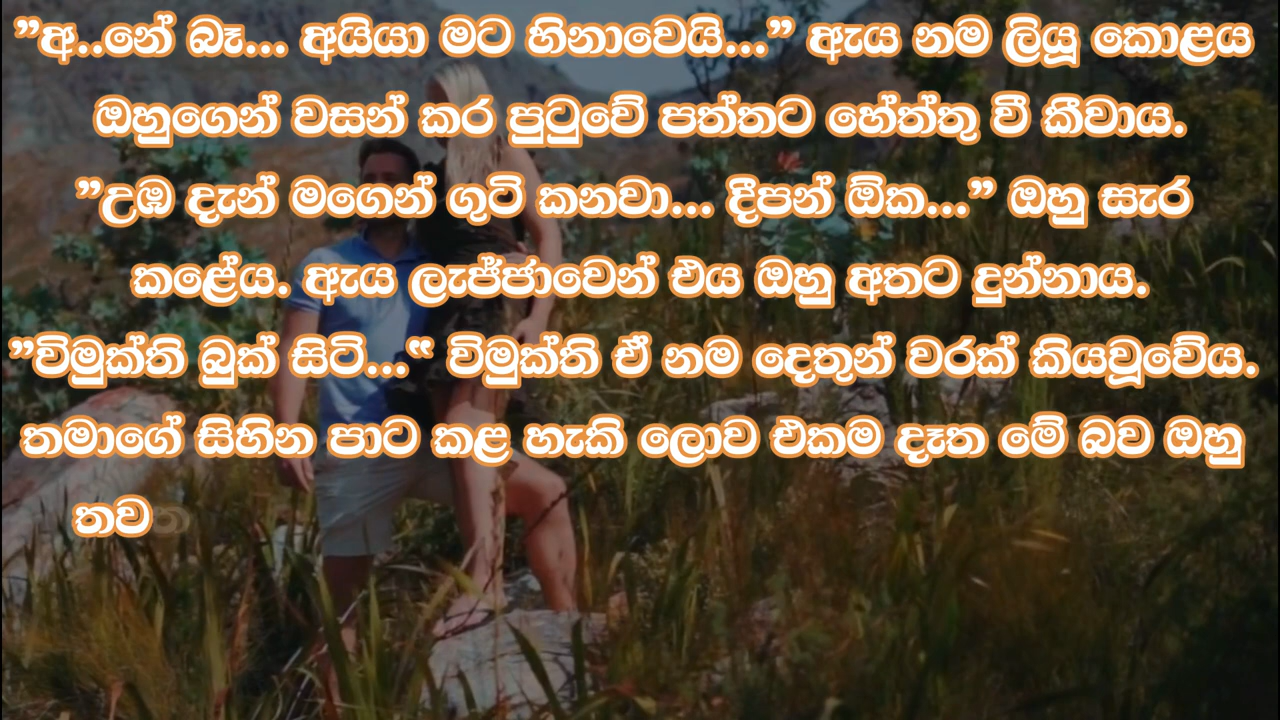 ”අ..නේ බෑ... අයියා මට හිනාවෙයි...” ඇය නම ලියූ කොළය
ඔහුගෙන් වසන් කර පුටුවේ පත්තට හේත්තු වී කීවාය.
”උඹ දැන් මගෙන් ගුටි කනවා... දීපන් ඕක...” ඔහු සැර
කළේය. ඇය ලැජ්ජාවෙන් එය ඔහු අතට දුන්නාය.
”විමුක්ති බුක් සිටි...“ විමුක්ති ඒ නම දෙතුන් වරක් කියවූවේය.
තමාගේ සිහින පාට කළ හැකි ලොව එකම දෑත මේ බව ඔහු
තවත